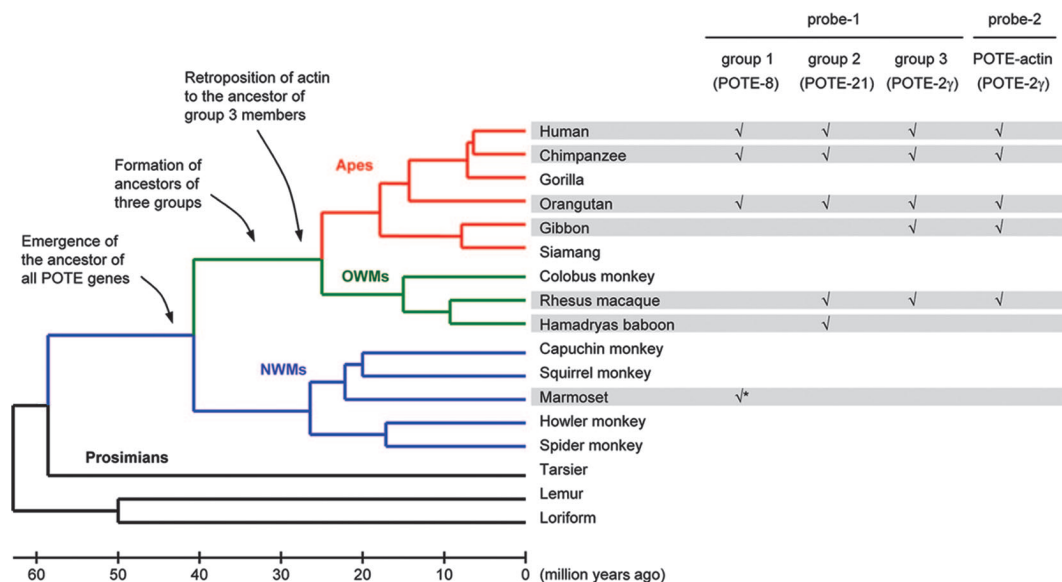 probe-1 probe-2
group 1 group 2 group 3 POTE-actin
(POTE-8) (POTE-21) (POTE-2γ) (POTE-2γ)
Retroposition of actin
to the ancestor of
group 3 members
Formation of
ancestors of
three groups
Emergence of
the ancestor of
all POTE genes
Apes
OWMs
NWMs
Prosimians
Human √ √ √ √
Chimpanzee √ √ √ √
Gorilla
Orangutan √ √ √ √
Gibbon √ √
Siamang
Colobus monkey
Rhesus macaque √ √ √
Hamadryas baboon √
Capuchin monkey
Squirrel monkey
Marmoset √*
Howler monkey
Spider monkey
Tarsier
Lemur
Loriform
60 50 40 30 20 10 0 (million years ago)